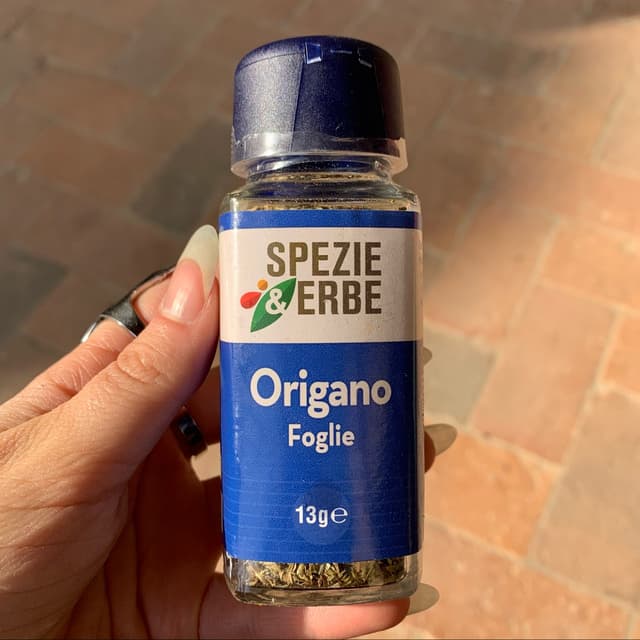 SPEZIE
& ERBE
Origano
Foglie
13g℮